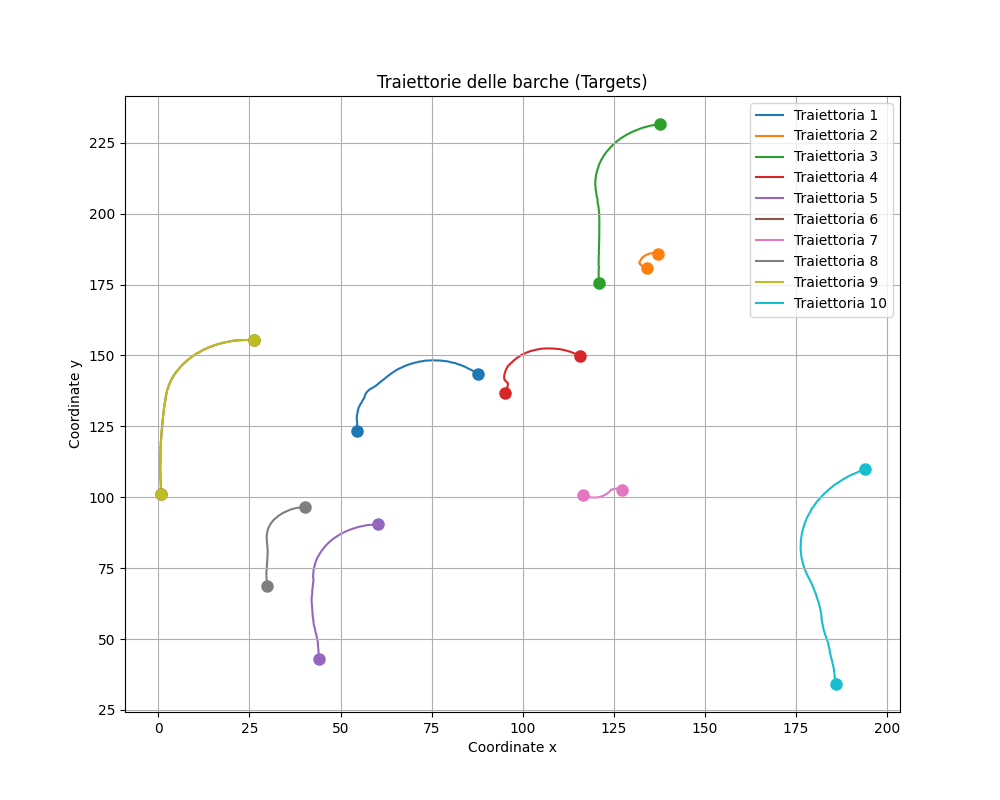 Traiettorie delle barche (Targets)
Traiettoria 1
Traiettoria 2
Traiettoria 3
Traiettoria 4
Traiettoria 5
Traiettoria 6
Traiettoria 7
Traiettoria 8
Traiettoria 9
Traiettoria 10
Coordinate y
225
200
175
150
125
100
75
50
25
0
25
50
75
100
125
150
175
200
Coordinate x